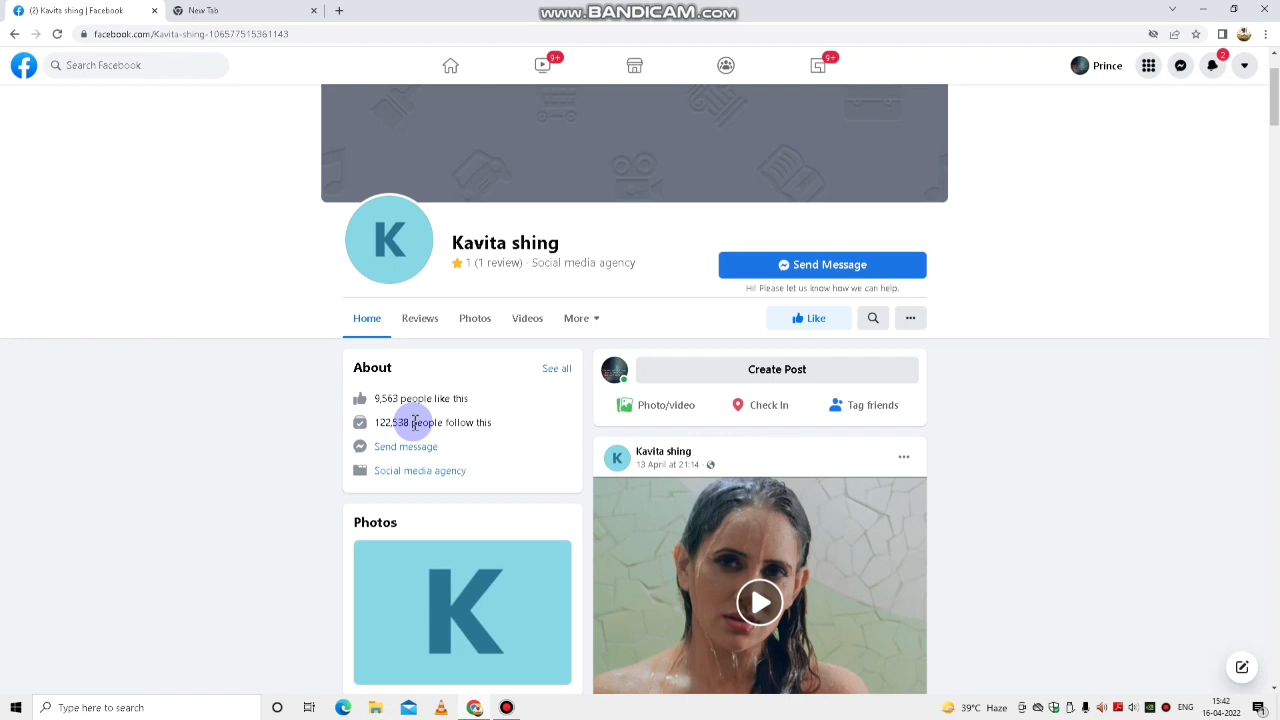 (2) Kavita shing | Facebook
New Tab
www.BANDICAM.com
facebook.com/Kavita-shing-106577515361143
Search Facebook
9+
9+
Prince
2
K
Kavita shing
1 (1 review) · Social media agency
Send Message
Hi! Please let us know how we can help.
Home
Reviews
Photos
Videos
More
Like
About
See all
9,563 people like this
122,538 people follow this
Send message
Social media agency
Create Post
Photo/video
Check In
Tag friends
K
Kavita shing
13 April at 21:14
Photos
K
Type here to search
39°C Haze
ENG
15:42
16-04-2022